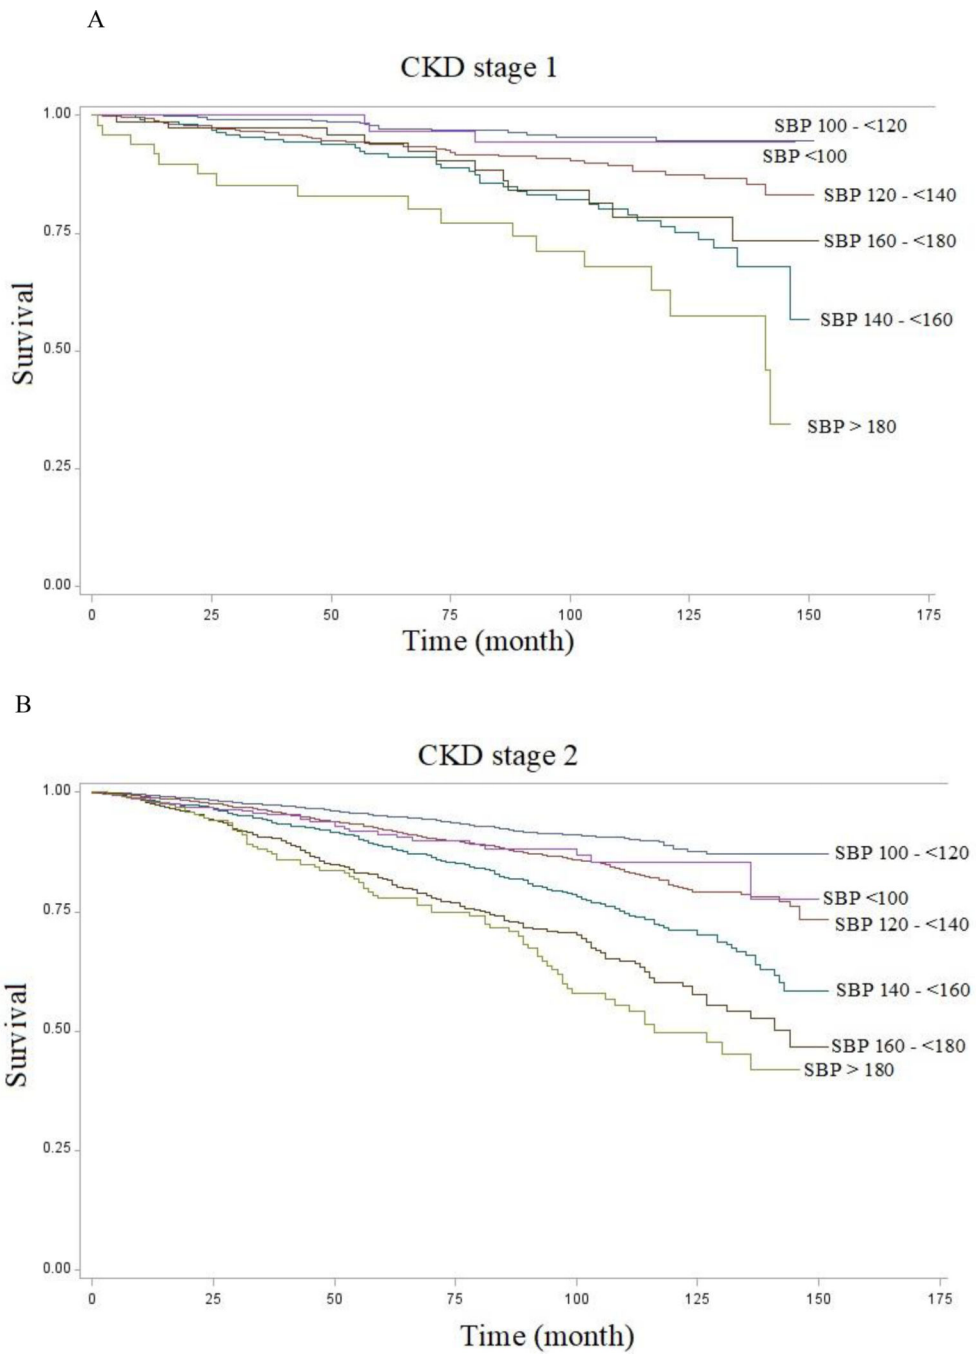 A
CKD stage 1
1.00
SBP 100 - <120
SBP <100
SBP 120 - <140
0.75
SBP 160 - <180
SBP 140 - <160
0.50
SBP > 180
0.25
0.00
Survival
0 25 50 75 100 125 150 175
Time (month)
B
CKD stage 2
1.00
SBP 100 - <120
SBP <100
0.75
SBP 120 - <140
SBP 140 - <160
0.50
SBP 160 - <180
SBP > 180
0.25
0.00
Survival
0 25 50 75 100 125 150 175
Time (month)